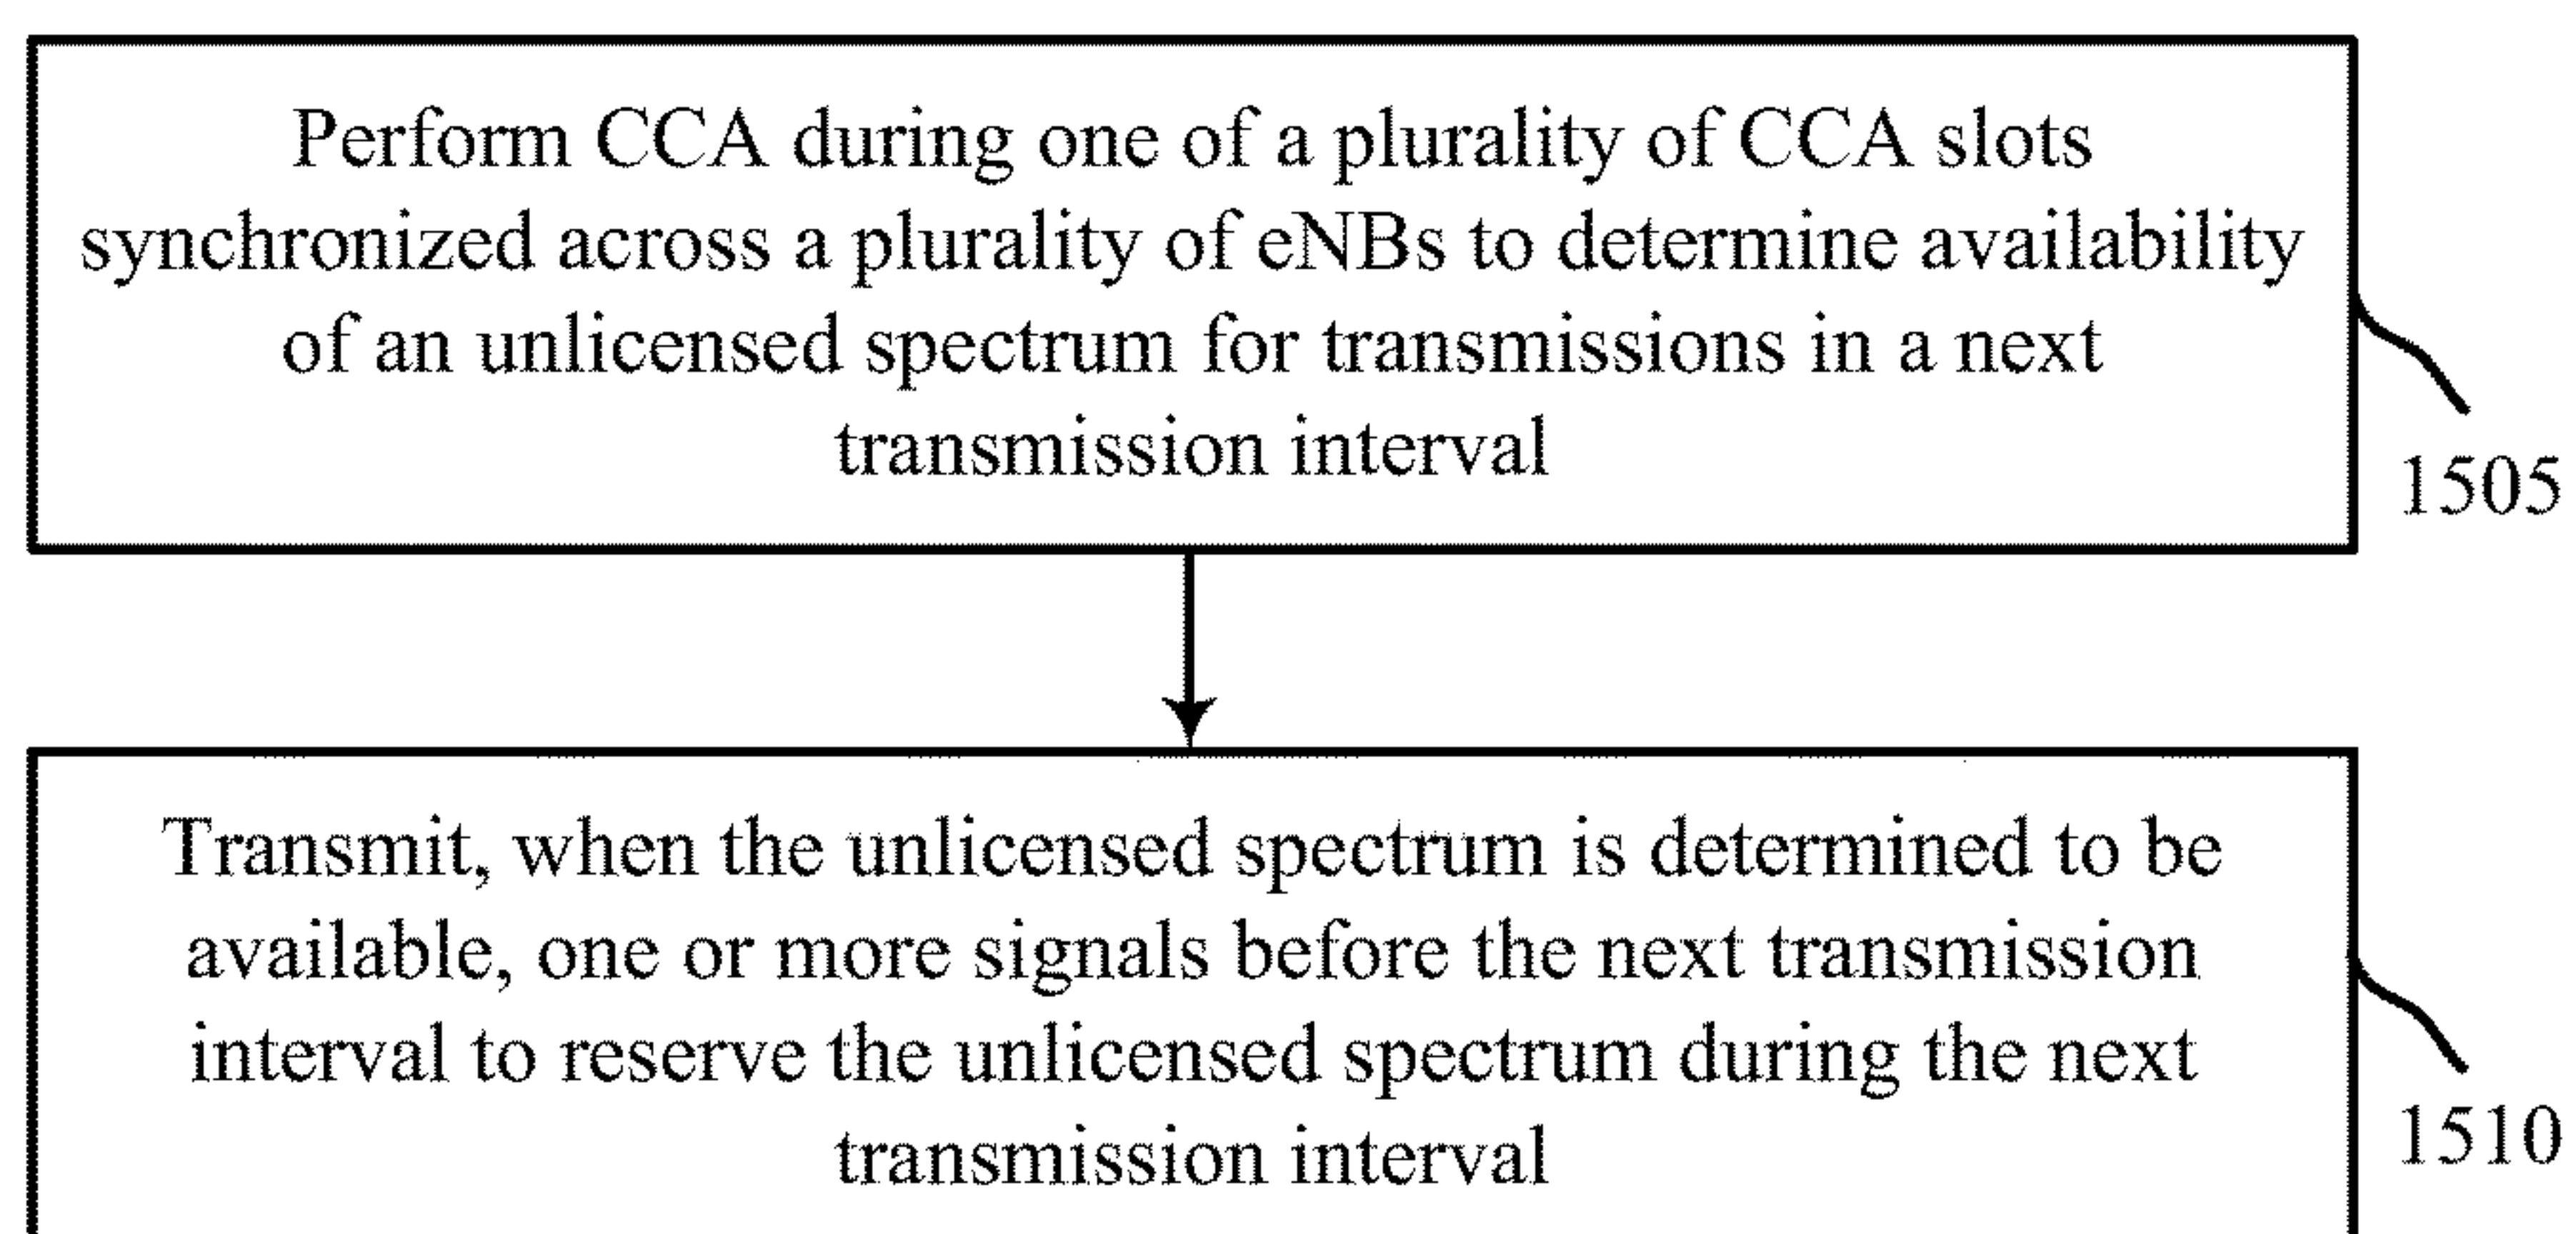 Perform CCA during one of a plurality of CCA slots
synchronized across a plurality of eNBs to determine availability
of an unlicensed spectrum for transmissions in a next
transmission interval
1505
Transmit, when the unlicensed spectrum is determined to be
available, one or more signals before the next transmission
interval to reserve the unlicensed spectrum during the next
transmission interval
1510